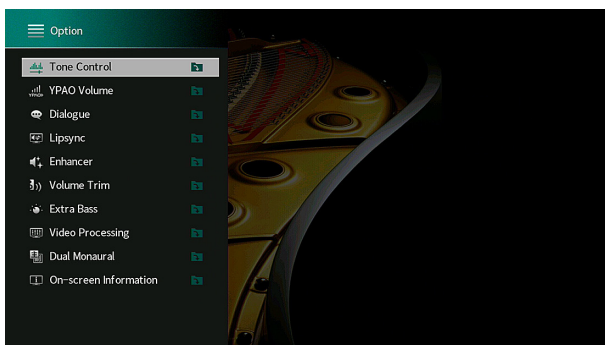 Option
Tone Control
YPAO Volume
Dialogue
Lipsync
Enhancer
Volume Trim
Extra Bass
Video Processing
Dual Monaural
On-screen Information